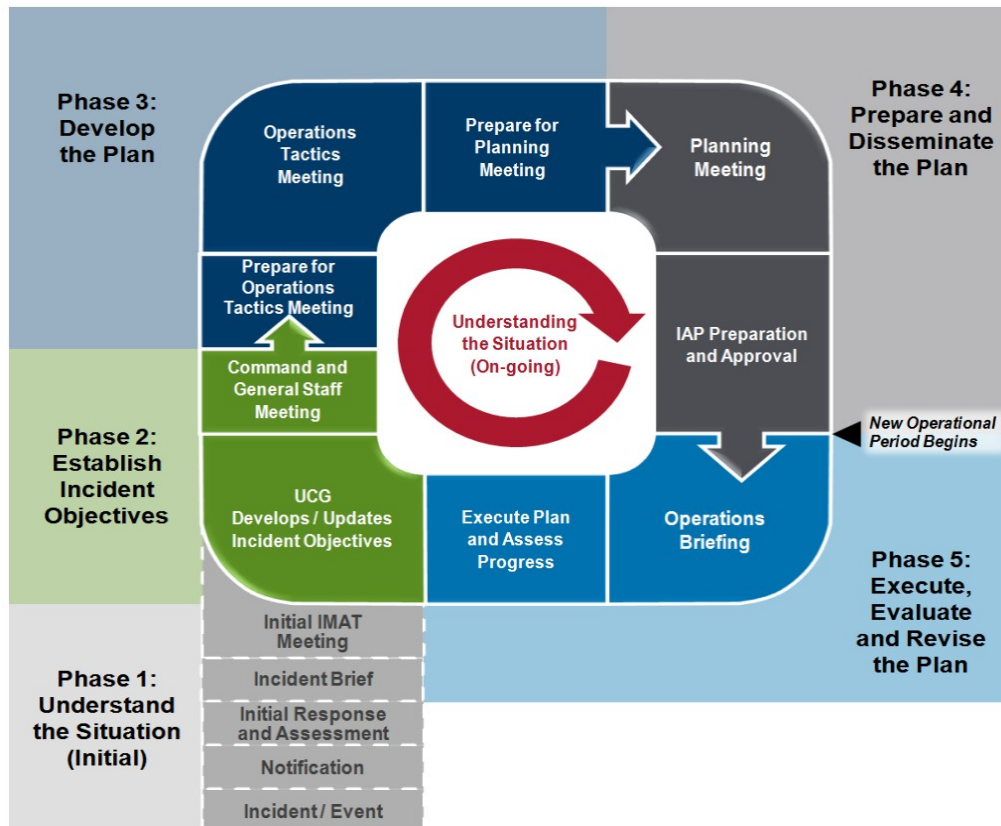 Phase 3:
Develop
the Plan
Operations
Tactics
Meeting
Prepare for
Planning
Meeting
Planning
Meeting
Phase 4:
Prepare and
Disseminate
the Plan
Prepare for
Operations
Tactics Meeting
Understanding
the Situation
(On-going)
IAP Preparation
and Approval
Command and
General Staff
Meeting
New Operational
Period Begins
Phase 2:
Establish
Incident
Objectives
UCG
Develops / Updates
Incident Objectives
Execute Plan
and Assess
Progress
Operations
Briefing
Phase 5:
Execute,
Evaluate
and Revise
the Plan
Phase 1:
Understand
the Situation
(Initial)
Initial IMAT
Meeting
Incident Brief
Initial Response
and Assessment
Notification
Incident / Event